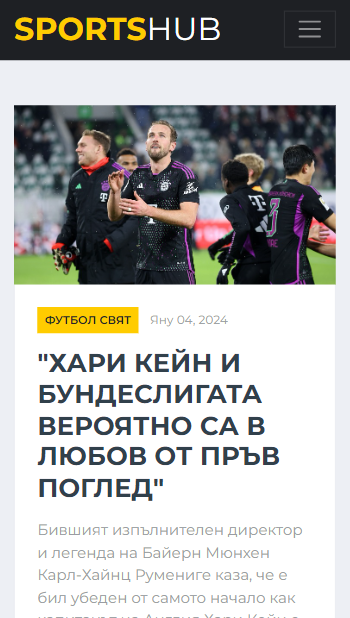 SPORTSHUB
ФУТБОЛ СВЯТ Яну 04, 2024
"ХАРИ КЕЙН И
БУНДЕСЛИГАТА
ВЕРОЯТНО СА В
ЛЮБОВ ОТ ПРЪВ
ПОГЛЕД"
Бившият изпълнителен директор
и легенда на Байерн Мюнхен
Карл-Хайнц Румениге каза, че е
бил убеден от самото начало как